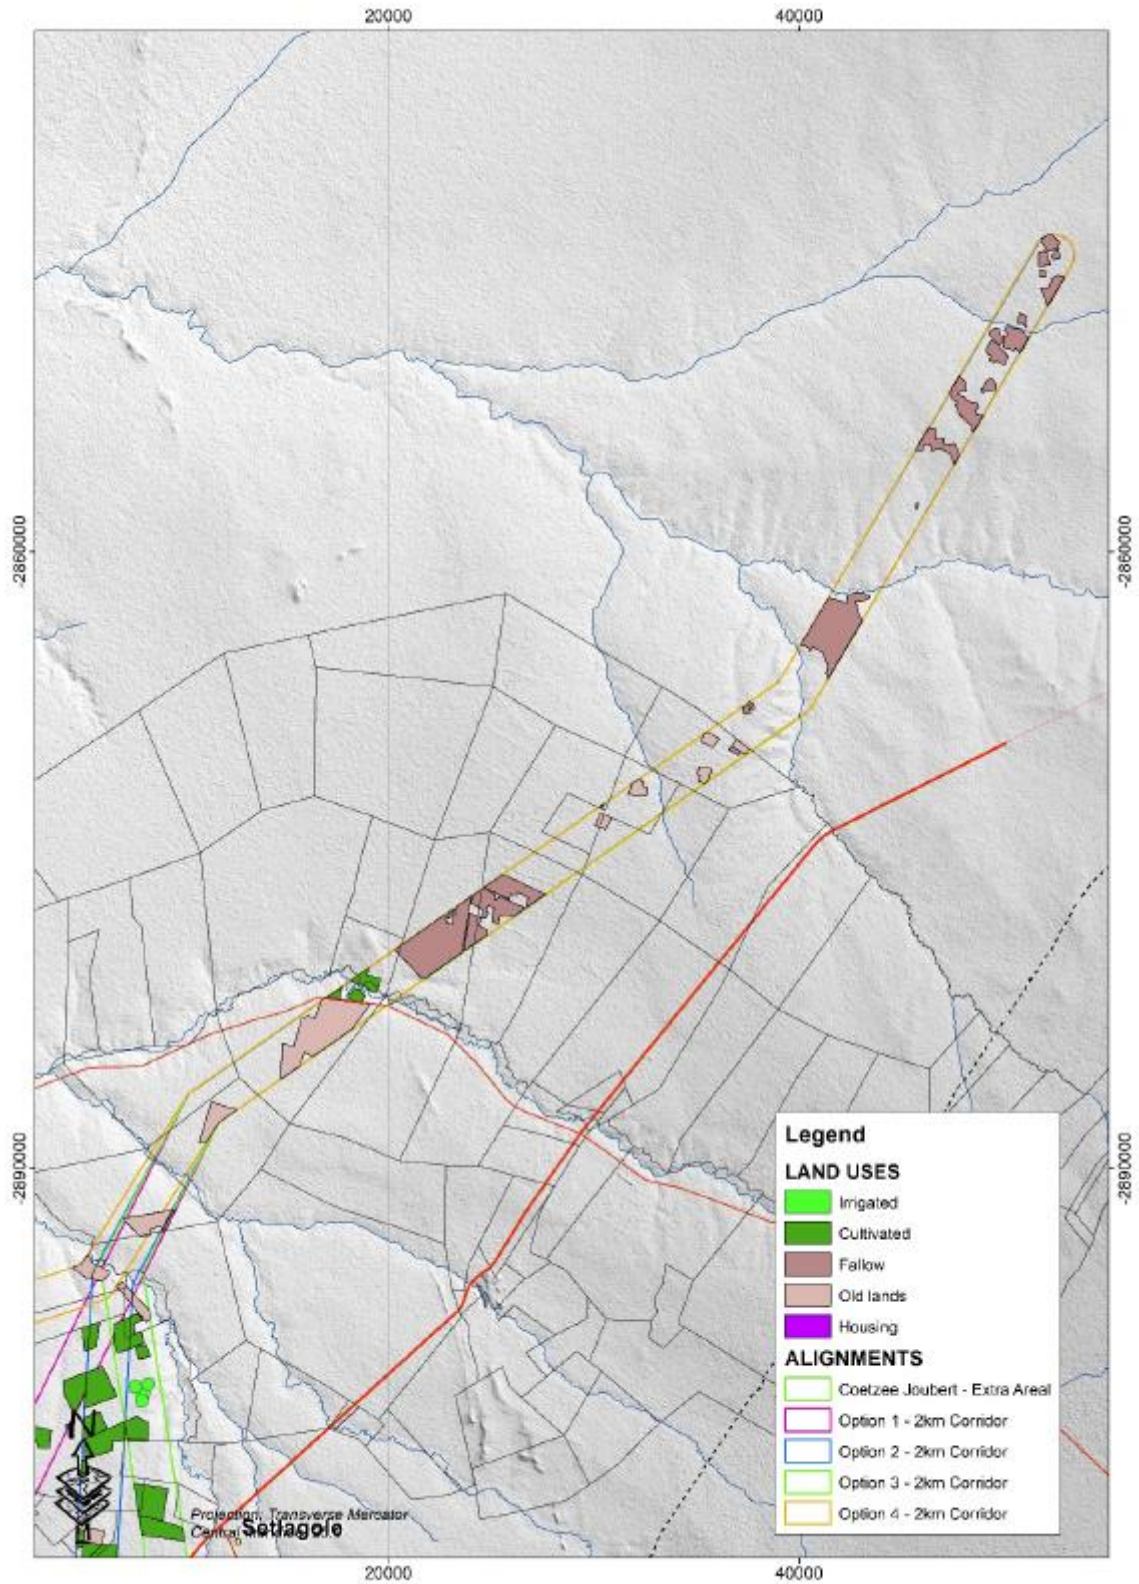 20000 40000
-2860000 -2860000
-2890000 -2890000
Legend
LAND USES
Irrigated
Cultivated
Fallow
Old lands
Housing
ALIGNMENTS
Coetzee Joubert - Extra Areal
Option 1 - 2km Corridor
Option 2 - 2km Corridor
Option 3 - 2km Corridor
Option 4 - 2km Corridor
N
Projection: Transverse Mercator
Central
Setlagole
20000 40000